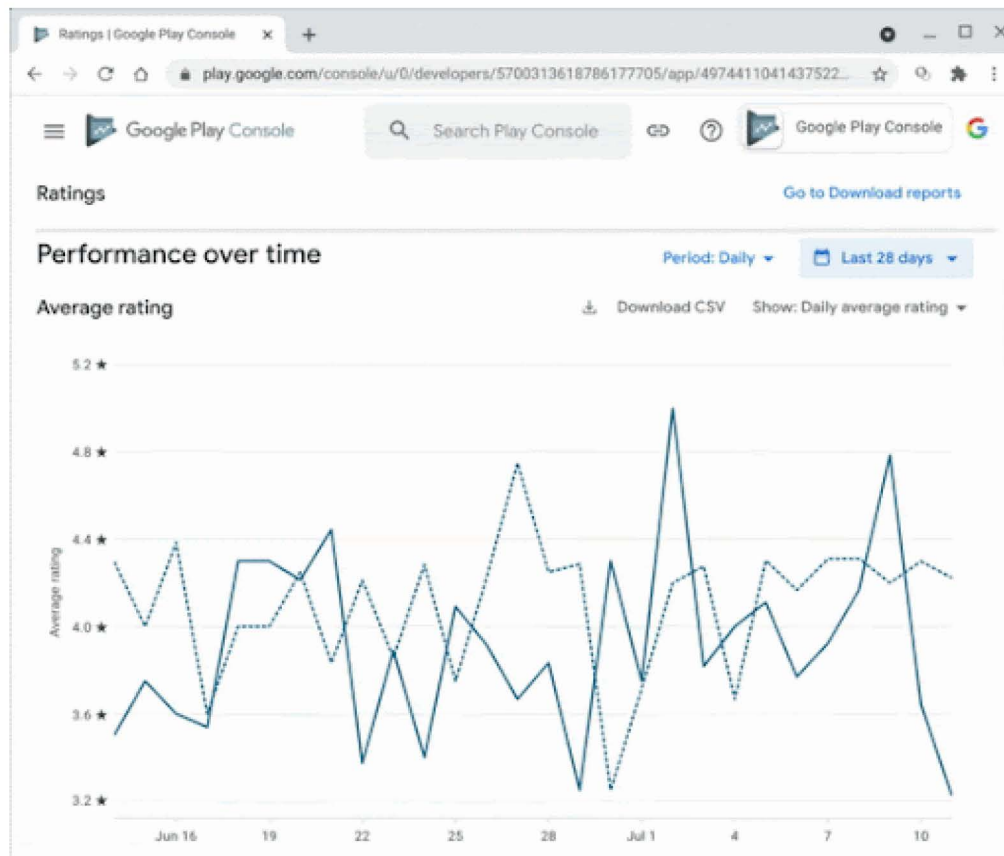 Ratings | Google Play Console
play.google.com/console/u/0/developers/5700313618786177705/app/4974411041437522...
Google Play Console
Search Play Console
Google Play Console
Ratings
Go to Download reports
Performance over time
Period: Daily
Last 28 days
Average rating
Download CSV
Show: Daily average rating
5.2 ★
4.8 ★
4.4 ★
4.0 ★
3.6 ★
3.2 ★
Average rating
Jun 16 19 22 25 28 Jul 1 4 7 10